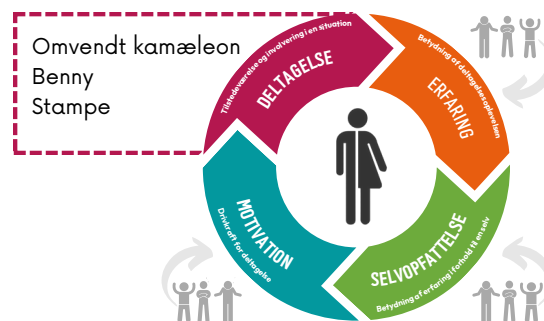 Omvendt kamæleon
Benny
Stampe
DELTAGELSE
Tilstedeværelse og involvering i en situation
ERFARING
Betydning af deltagelsesoplevelsen
SELVOPFATTELSE
Betydning af erfaring i forhold til en selv
MOTIVATION
Drivkraft for deltagelse